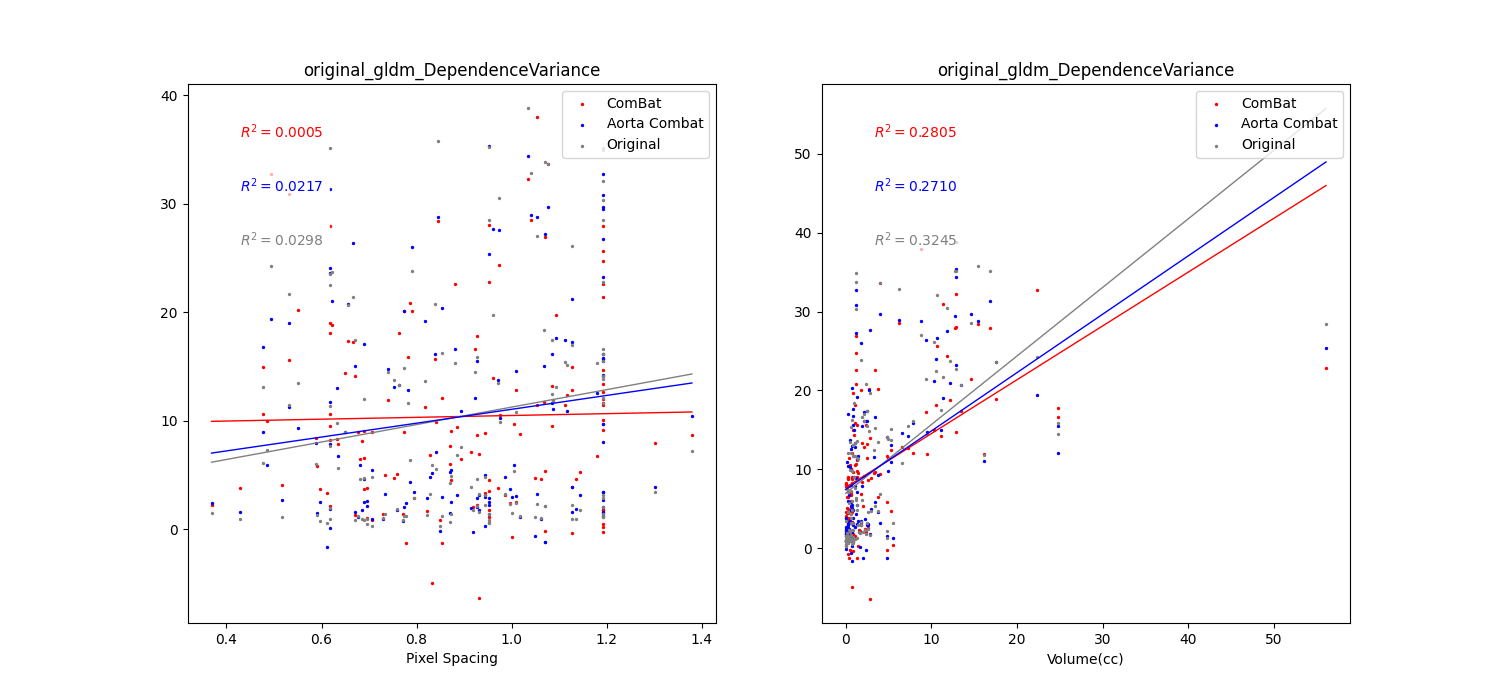 original_gldm_DependenceVariance
ComBat
Aorta Combat
Original
R² = 0.0005
R² = 0.0217
R² = 0.0298
40
30
20
10
0
0.4 0.6 0.8 1.0 1.2 1.4
Pixel Spacing
original_gldm_DependenceVariance
ComBat
Aorta Combat
Original
R² = 0.2805
R² = 0.2710
R² = 0.3245
50
40
30
20
10
0
0 10 20 30 40 50
Volume(cc)